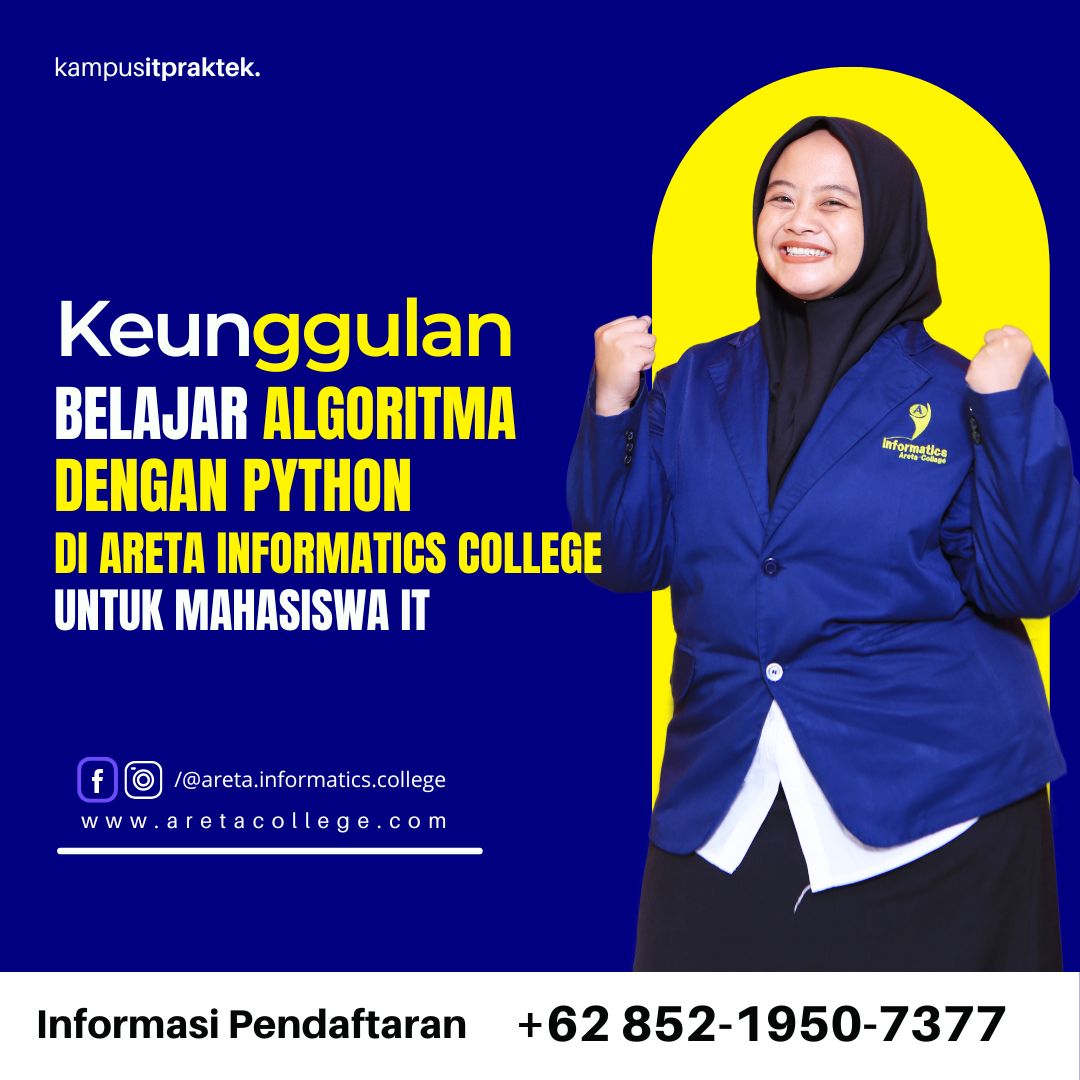 kampusitpraktek.
Keunggulan
BELAJAR ALGORITMA
DENGAN PYTHON
DI ARETA INFORMATICS COLLEGE
UNTUK MAHASISWA IT
A
Informatics
Areta College
/@areta.informatics.college
www.aretacollege.com
Informasi Pendaftaran +62 852-1950-7377